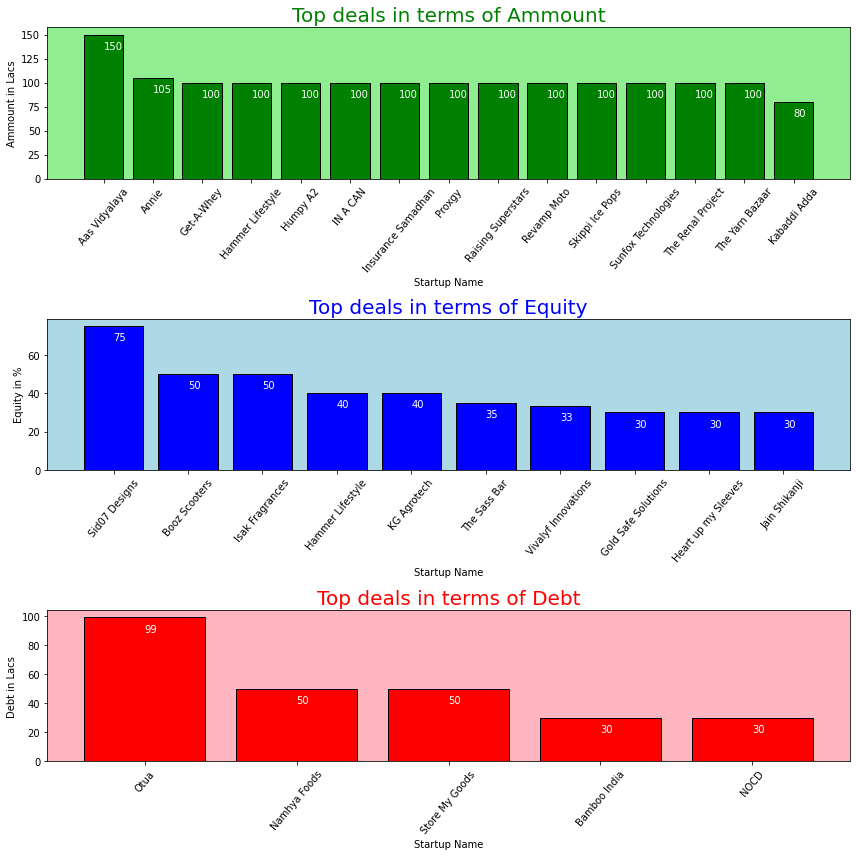 Top deals in terms of Ammount
Ammount in Lacs
150
125
100
75
50
25
0
150
105
100
100
100
100
100
100
100
100
100
100
100
100
80
Aas Vidyalaya
Annie
Get-A-Whey
Hammer Lifestyle
Humpy A2
IN A CAN
Insurance Samadhan
Proxgy
Raising Superstars
Revamp Moto
Skippi Ice Pops
Sunfox Technologies
The Renal Project
The Yarn Bazaar
Kabaddi Adda
Startup Name
Top deals in terms of Equity
Equity in %
60
40
20
0
75
50
50
40
40
35
33
30
30
30
Sid07 Designs
Booz Scooters
Isak Fragrances
Hammer Lifestyle
KG Agrotech
The Sass Bar
Vivalyf Innovations
Gold Safe Solutions
Heart up my Sleeves
Jain Shikanji
Startup Name
Top deals in terms of Debt
Debt in Lacs
100
80
60
40
20
0
99
50
50
30
30
Otua
Namhya Foods
Store My Goods
Bamboo India
NOCD
Startup Name